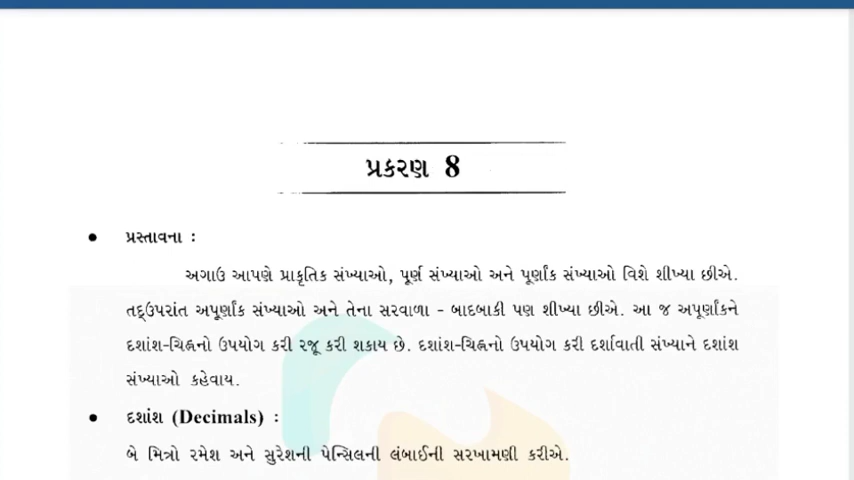 પ્રકરણ 8
• પ્રસ્તાવના :
અગાઉ આપણે પ્રાકૃતિક સંખ્યાઓ, પૂર્ણ સંખ્યાઓ અને પૂર્ણાંક સંખ્યાઓ વિશે શીખ્યા છીએ.
તદ્ઉપરાંત અપૂર્ણાંક સંખ્યાઓ અને તેના સરવાળા - બાદબાકી પણ શીખ્યા છીએ. આ જ અપૂર્ણાંકને
દશાંશ-ચિહ્નનો ઉપયોગ કરી રજૂ કરી શકાય છે. દશાંશ-ચિહ્નનો ઉપયોગ કરી દર્શાવાતી સંખ્યાને દશાંશ
સંખ્યાઓ કહેવાય.
• દશાંશ (Decimals) :
બે મિત્રો રમેશ અને સુરેશની પેન્સિલની લંબાઈની સરખામણી કરીએ.